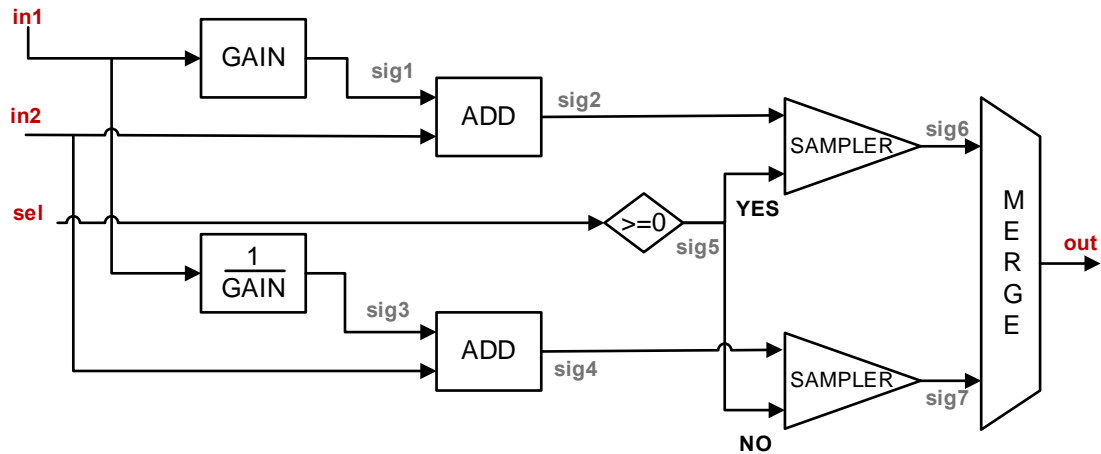 in1
GAIN
sig1
in2
ADD
sig2
SAMPLER
sig6
YES
sel
>=0
sig5
MERGE
out
1
GAIN
sig3
ADD
sig4
SAMPLER
sig7
NO